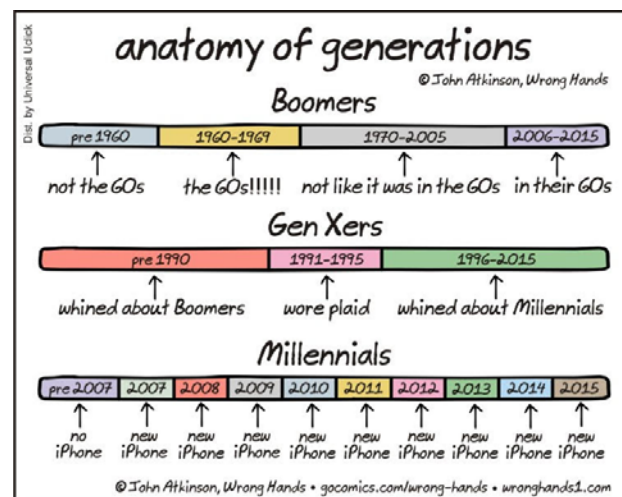 Dist. by Universal Uclick
anatomy of generations
© John Atkinson, Wrong Hands
Boomers
pre 1960 1960-1969 1970-2005 2006-2015
not the 60s the 60s!!!!! not like it was in the 60s in their 60s
Gen Xers
pre 1990 1991-1995 1996-2015
whined about Boomers wore plaid whined about Millennials
Millennials
pre 2007 2007 2008 2009 2010 2011 2012 2013 2014 2015
no new new new new new new new new new
iPhone iPhone iPhone iPhone iPhone iPhone iPhone iPhone iPhone iPhone
© John Atkinson, Wrong Hands • gocomics.com/wrong-hands • wronghands1.com